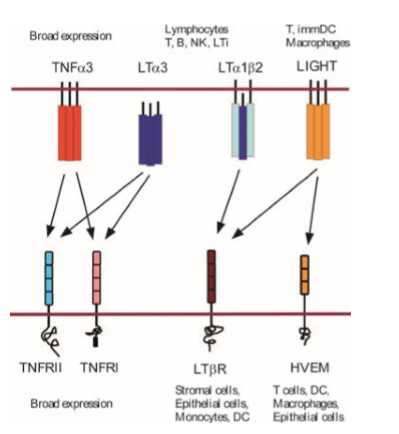 Broad expression
Lymphocytes
T, B, NK, LTi
T, immDC
Macrophages
TNFα3
LTα3
LTα1β2
LIGHT
TNFRII
TNFRI
LTβR
HVEM
Broad expression
Stromal cells,
Epithelial cells,
Monocytes, DC
T cells, DC,
Macrophages,
Epithelial cells